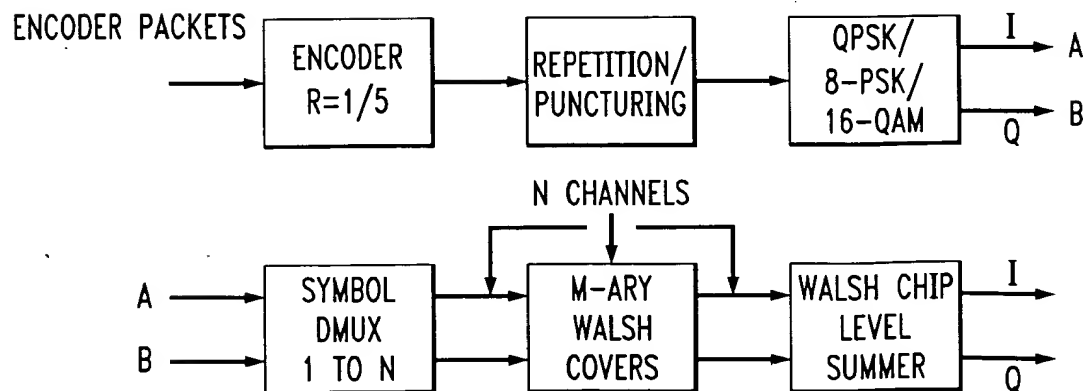 ENCODER PACKETS
ENCODER
R=1/5
REPETITION/
PUNCTURING
QPSK/
8-PSK/
16-QAM
I
A
Q
B
N CHANNELS
A
B
SYMBOL
DMUX
1 TO N
M-ARY
WALSH
COVERS
WALSH CHIP
LEVEL
SUMMER
I
Q